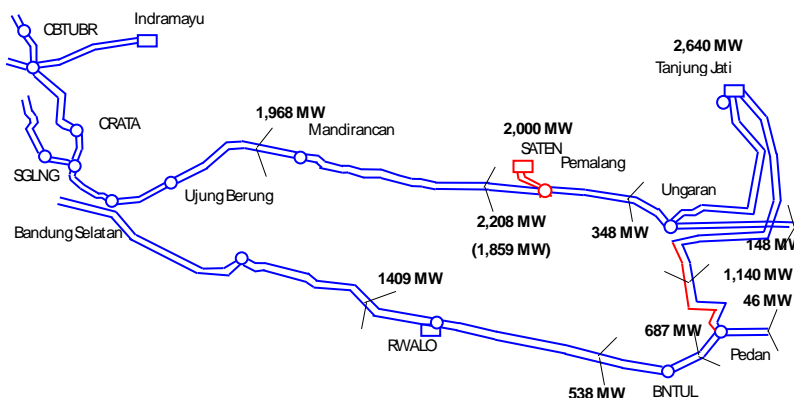 CBTUBR
Indramayu
2,640 MW
Tanjung Jati
CRATA
1,968 MW
Mandirancan
2,000 MW
SATEN
Pemalang
SGLNG
Ujung Berung
Ungaran
Bandung Selatan
2,208 MW
(1,859 MW)
348 MW
148 MW
1409 MW
1,140 MW
46 MW
RWALO
687 MW
Pedan
538 MW
BNTUL